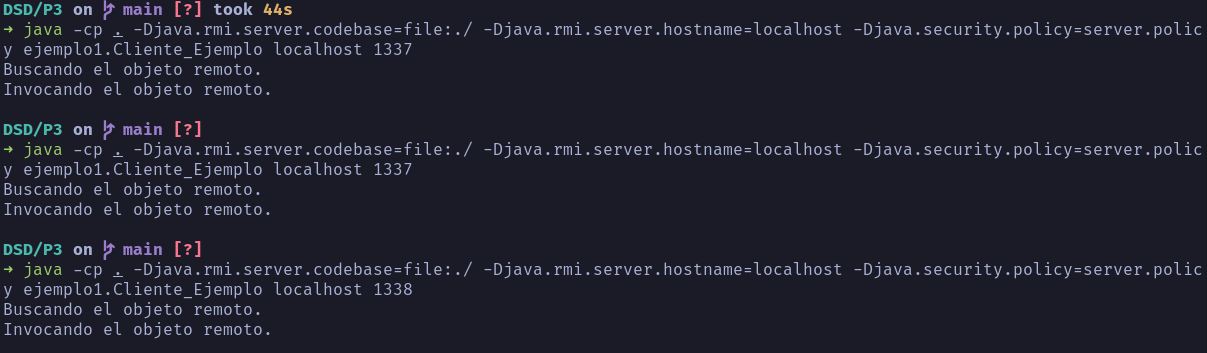 DSD/P3 on  main [?] took 44s
➜ java -cp . -Djava.rmi.server.codebase=file:./ -Djava.rmi.server.hostname=localhost -Djava.security.policy=server.polic
y ejemplo1.Cliente_Ejemplo localhost 1337
Buscando el objeto remoto.
Invocando el objeto remoto.
DSD/P3 on  main [?]
➜ java -cp . -Djava.rmi.server.codebase=file:./ -Djava.rmi.server.hostname=localhost -Djava.security.policy=server.polic
y ejemplo1.Cliente_Ejemplo localhost 1337
Buscando el objeto remoto.
Invocando el objeto remoto.
DSD/P3 on  main [?]
➜ java -cp . -Djava.rmi.server.codebase=file:./ -Djava.rmi.server.hostname=localhost -Djava.security.policy=server.polic
y ejemplo1.Cliente_Ejemplo localhost 1338
Buscando el objeto remoto.
Invocando el objeto remoto.